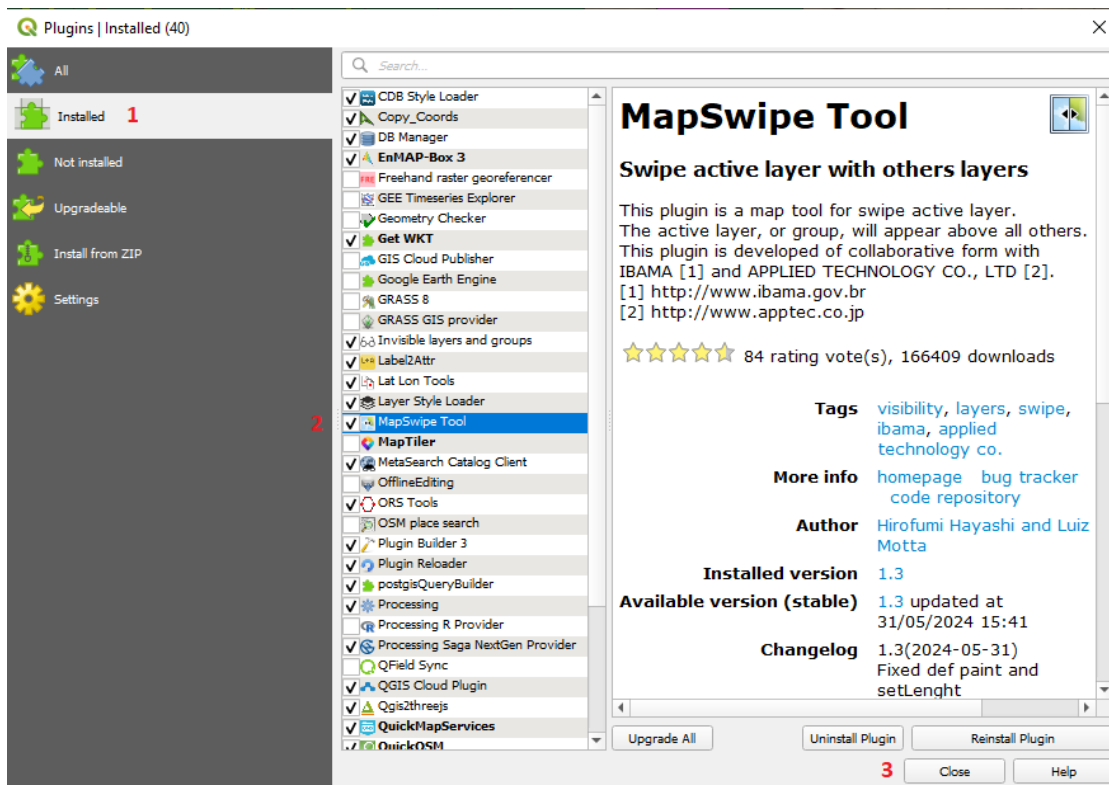 Plugins | Installed (40)
All
Installed 1
Not installed
Upgradeable
Install from ZIP
Settings
Search...
CDB Style Loader
Copy_Coords
DB Manager
EnMAP-Box 3
Freehand raster georeferencer
GEE Timeseries Explorer
Geometry Checker
Get WKT
GIS Cloud Publisher
Google Earth Engine
GRASS 8
GRASS GIS provider
Invisible layers and groups
Label2Attr
Lat Lon Tools
Layer Style Loader
2 MapSwipe Tool
MapTiler
MetaSearch Catalog Client
OfflineEditing
ORS Tools
OSM place search
Plugin Builder 3
Plugin Reloader
postgisQueryBuilder
Processing
Processing R Provider
Processing Saga NextGen Provider
QField Sync
QGIS Cloud Plugin
Qgis2threejs
QuickMapServices
QuickOSM
MapSwipe Tool
Swipe active layer with others layers
This plugin is a map tool for swipe active layer.
The active layer, or group, will appear above all others.
This plugin is developed of collaborative form with
IBAMA [1] and APPLIED TECHNOLOGY CO., LTD [2].
[1] http://www.ibama.gov.br
[2] http://www.apptec.co.jp
84 rating vote(s), 166409 downloads
Tags visibility, layers, swipe,
ibama, applied
technology co.
More info homepage bug tracker
code repository
Author Hirofumi Hayashi and Luiz
Motta
Installed version 1.3
Available version (stable) 1.3 updated at
31/05/2024 15:41
Changelog 1.3(2024-05-31)
Fixed def paint and
setLenght
Upgrade All Uninstall Plugin Reinstall Plugin
3 Close Help